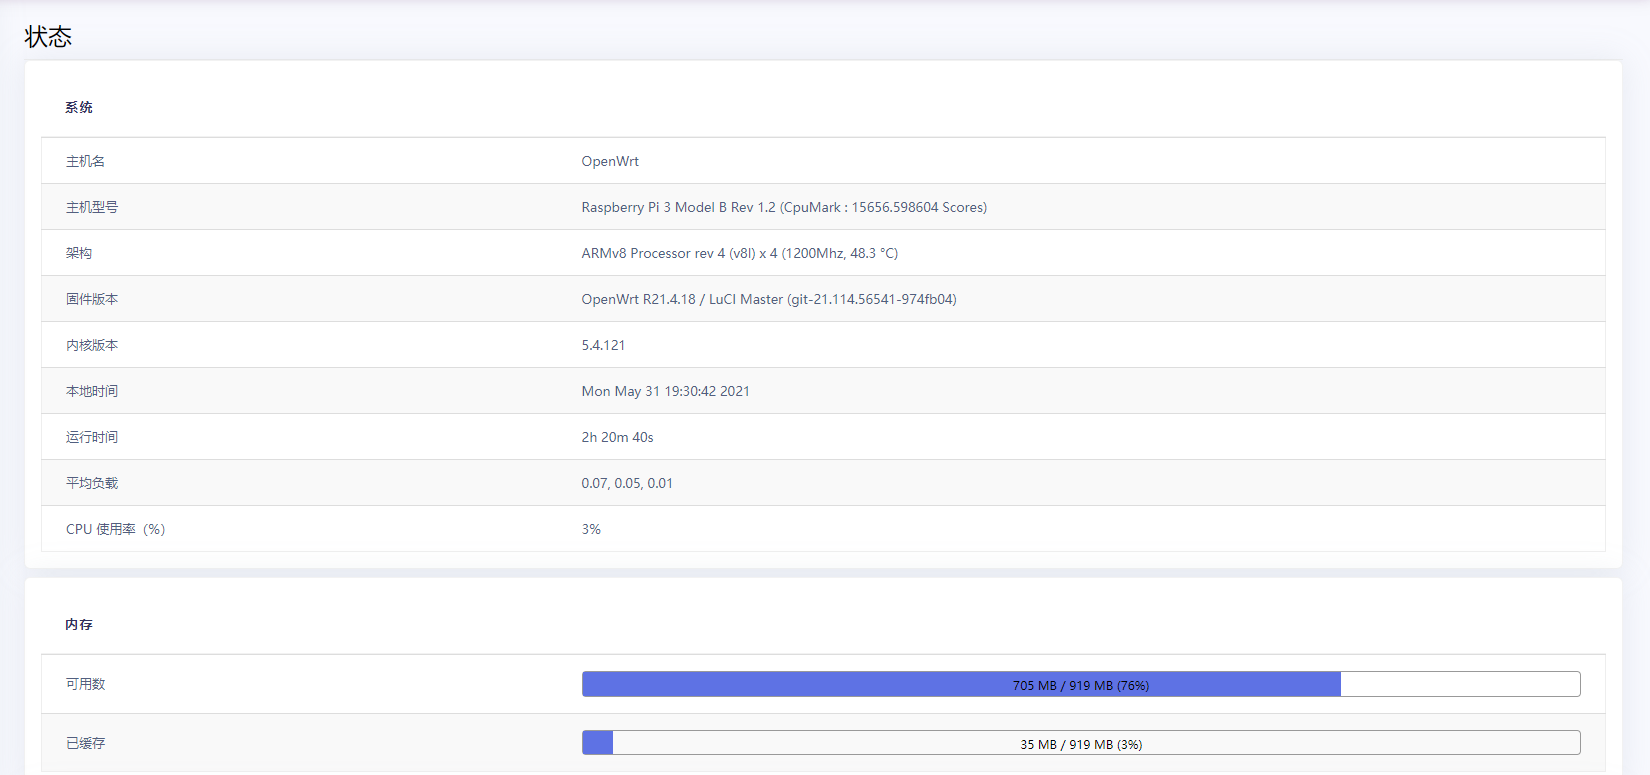 状态
系统
主机名 OpenWrt
主机型号 Raspberry Pi 3 Model B Rev 1.2 (CpuMark : 15656.598604 Scores)
架构 ARMv8 Processor rev 4 (v8l) x 4 (1200Mhz, 48.3 °C)
固件版本 OpenWrt R21.4.18 / LuCI Master (git-21.114.56541-974fb04)
内核版本 5.4.121
本地时间 Mon May 31 19:30:42 2021
运行时间 2h 20m 40s
平均负载 0.07, 0.05, 0.01
CPU 使用率（%） 3%
内存
可用数 705 MB / 919 MB (76%)
已缓存 35 MB / 919 MB (3%)